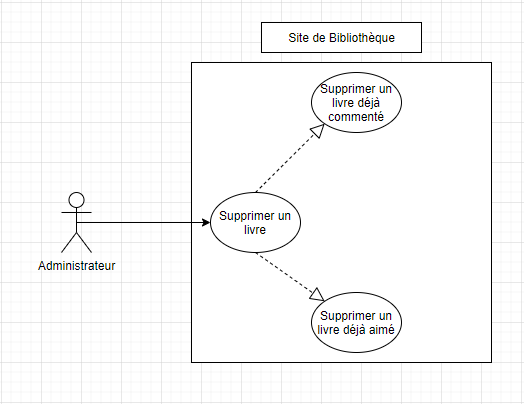 Site de Bibliothèque
Supprimer un
livre déjà
commenté
Supprimer un
livre
Administrateur
Supprimer un
livre déjà aimé